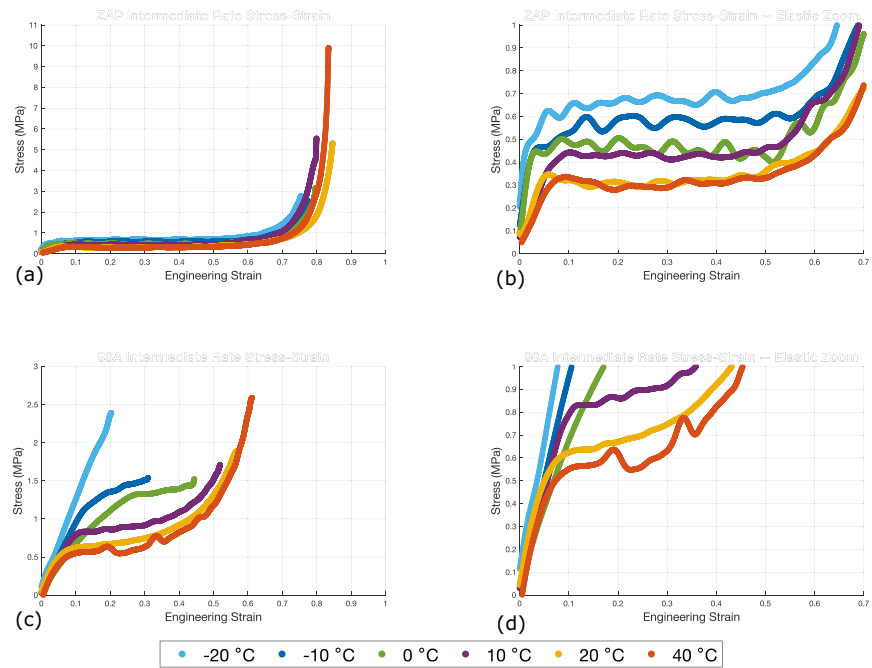 ZAP Intermediate Rate Stress-Strain
11
10
9
8
7
6
5
4
3
2
1
0
Stress (MPa)
0 0.1 0.2 0.3 0.4 0.5 0.6 0.7 0.8 0.9 1
Engineering Strain
(a)
ZAP Intermediate Rate Stress-Strain -- Elastic Zoom
1
0.9
0.8
0.7
0.6
0.5
0.4
0.3
0.2
0.1
0
Stress (MPa)
0 0.1 0.2 0.3 0.4 0.5 0.6 0.7
Engineering Strain
(b)
98A Intermediate Rate Stress-Strain
3
2.5
2
1.5
1
0.5
0
Stress (MPa)
0 0.1 0.2 0.3 0.4 0.5 0.6 0.7 0.8 0.9 1
Engineering Strain
(c)
98A Intermediate Rate Stress-Strain -- Elastic Zoom
1
0.9
0.8
0.7
0.6
0.5
0.4
0.3
0.2
0.1
0
Stress (MPa)
0 0.1 0.2 0.3 0.4 0.5 0.6 0.7
Engineering Strain
(d)
-20 °C -10 °C 0 °C 10 °C 20 °C 40 °C